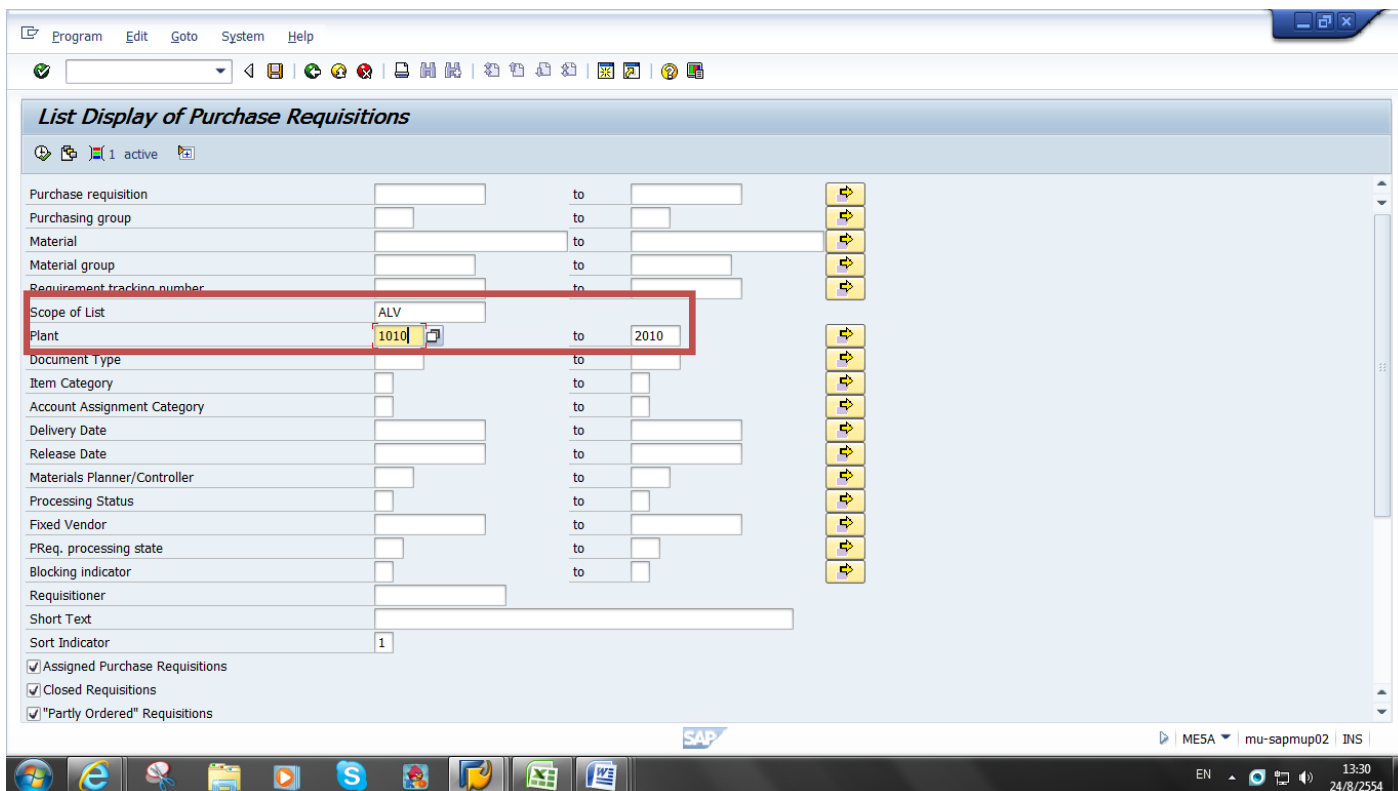 Program Edit Goto System Help
List Display of Purchase Requisitions
1 active
Purchase requisition to
Purchasing group to
Material to
Material group to
Requirement tracking number to
Scope of List ALV
Plant 1010 to 2010
Document Type to
Item Category to
Account Assignment Category to
Delivery Date to
Release Date to
Materials Planner/Controller to
Processing Status to
Fixed Vendor to
PReq. processing state to
Blocking indicator to
Requisitioner
Short Text
Sort Indicator 1
Assigned Purchase Requisitions
Closed Requisitions
"Partly Ordered" Requisitions
SAP ME5A mu-sapmup02 INS
EN 13:30
24/8/2554